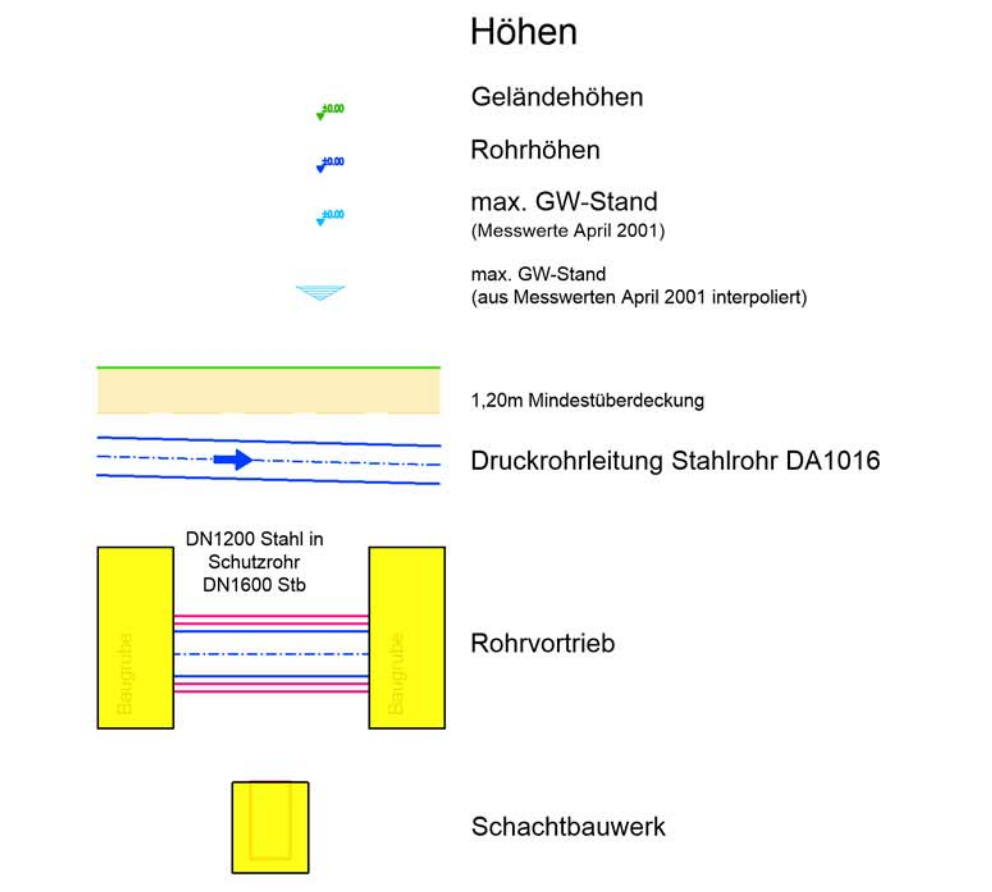 Höhen
±0.00
Geländehöhen
±0.00
Rohrhöhen
±0.00
max. GW-Stand
(Messwerte April 2001)
max. GW-Stand
(aus Messwerten April 2001 interpoliert)
1,20m Mindestüberdeckung
Druckrohrleitung Stahlrohr DA1016
DN1200 Stahl in
Schutzrohr
DN1600 Stb
Baugrube
Baugrube
Rohrvortrieb
Schachtbauwerk